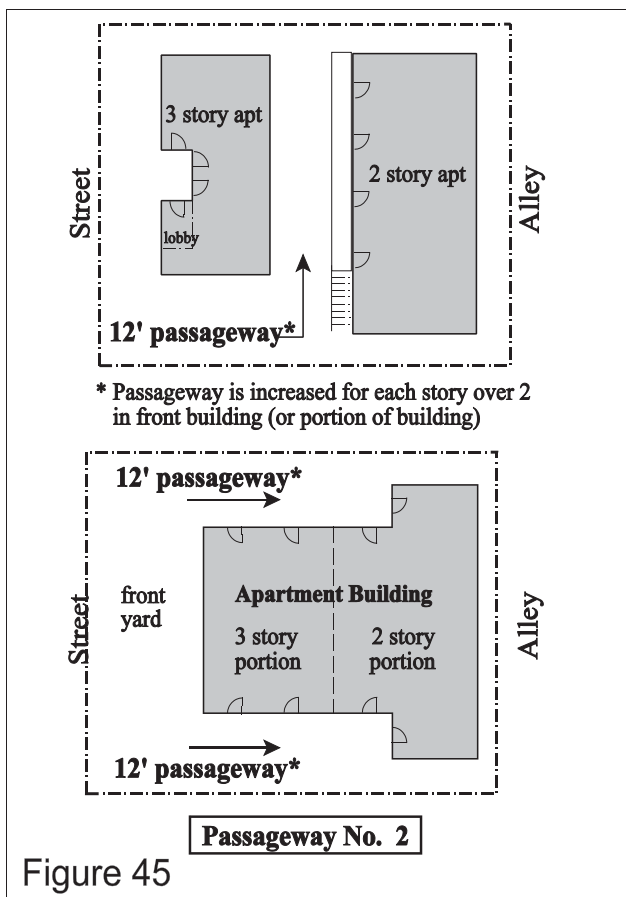 3 story apt
Street
lobby
2 story apt
Alley
12' passageway*
* Passageway is increased for each story over 2
in front building (or portion of building)
12' passageway*
Street
front
yard
Apartment Building
3 story
portion
2 story
portion
Alley
12' passageway*
Passageway No. 2
Figure 45